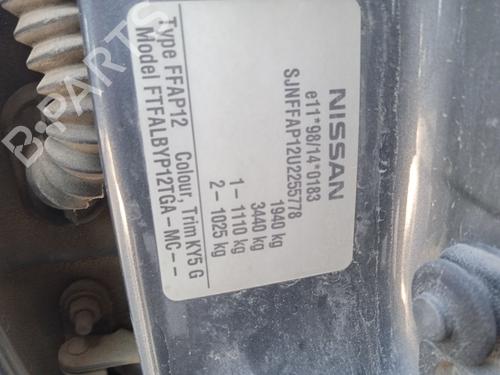 NISSAN
e11*98/14*0183
SJNFFAP12U2255778
1940 kg
3440 kg
1- 1110 kg
2- 1025 kg
Type FFAP12 Colour, Trim KY5 G
Model FTFALBYP12TGA-MC--
B-PARTS